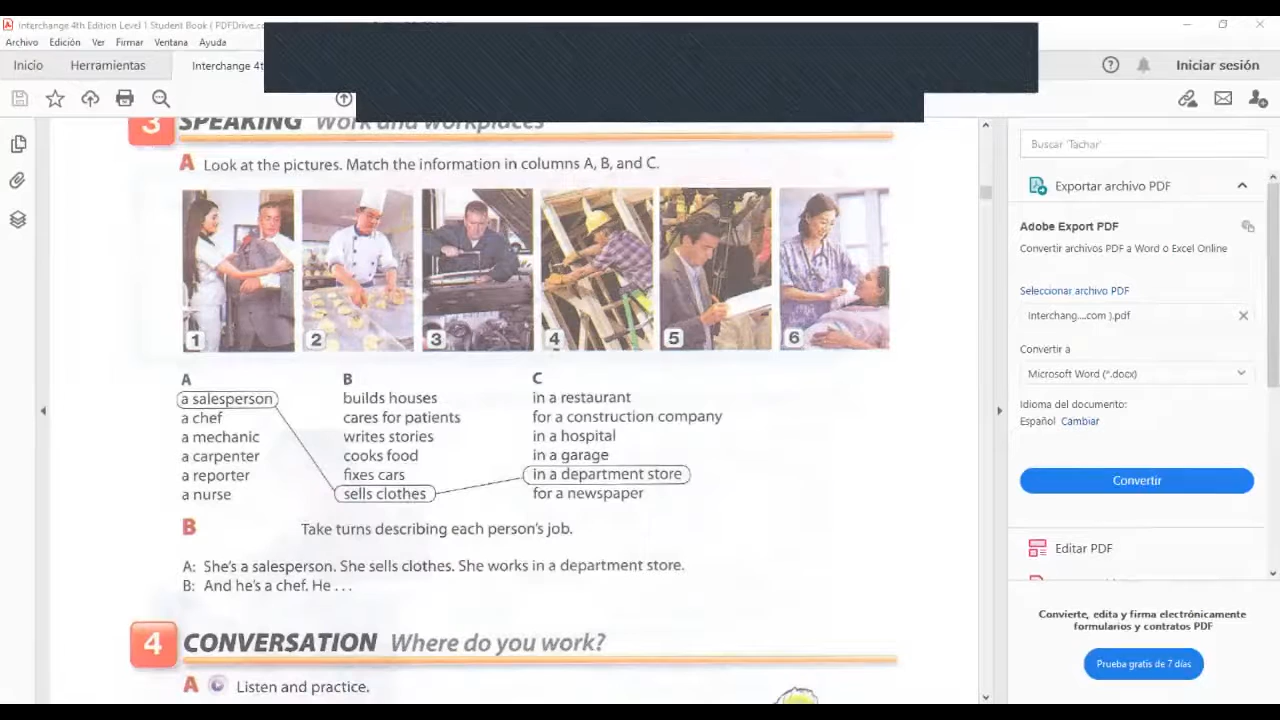 Interchange 4th Edition Level 1 Student Book ( PDFDrive.co
Archivo Edición Ver Firmar Ventana Ayuda
Inicio Herramientas Interchange 4t Iniciar sesión
3 SPEAKING Work and workplaces
A Look at the pictures. Match the information in columns A, B, and C.
1 2 3 4 5 6
A B C
a salesperson builds houses in a restaurant
a chef cares for patients for a construction company
a mechanic writes stories in a hospital
a carpenter cooks food in a garage
a reporter fixes cars in a department store
a nurse sells clothes for a newspaper
B Take turns describing each person's job.
A: She's a salesperson. She sells clothes. She works in a department store.
B: And he's a chef. He . . .
4 CONVERSATION Where do you work?
A Listen and practice.
Buscar 'Tachar'
Exportar archivo PDF
Adobe Export PDF
Convertir archivos PDF a Word o Excel Online
Seleccionar archivo PDF
Interchang....com ).pdf
Convertir a
Microsoft Word (*.docx)
Idioma del documento:
Español Cambiar
Convertir
Editar PDF
Convierte, edita y firma electrónicamente
formularios y contratos PDF
Prueba gratis de 7 días